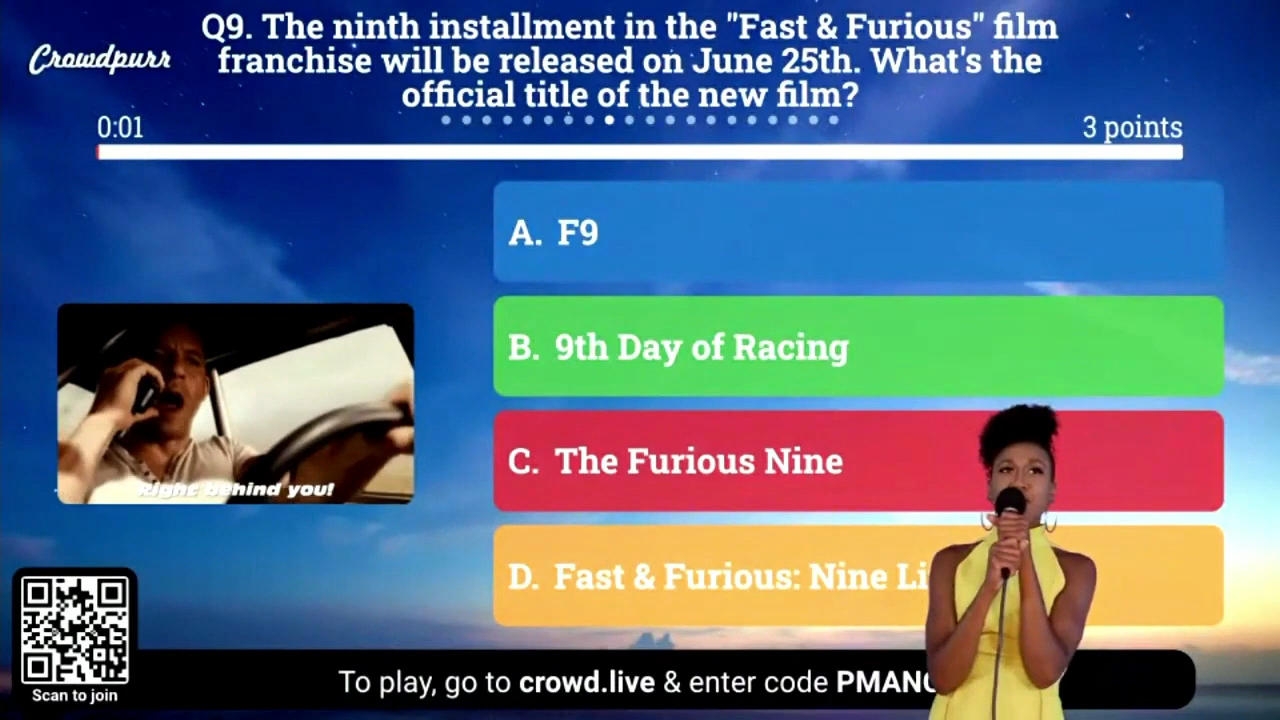 Crowdpurr
Q9. The ninth installment in the "Fast & Furious" film
franchise will be released on June 25th. What's the
official title of the new film?
0:01
3 points
A. F9
B. 9th Day of Racing
C. The Furious Nine
D. Fast & Furious: Nine
Right behind you!
Scan to join
To play, go to crowd.live & enter code